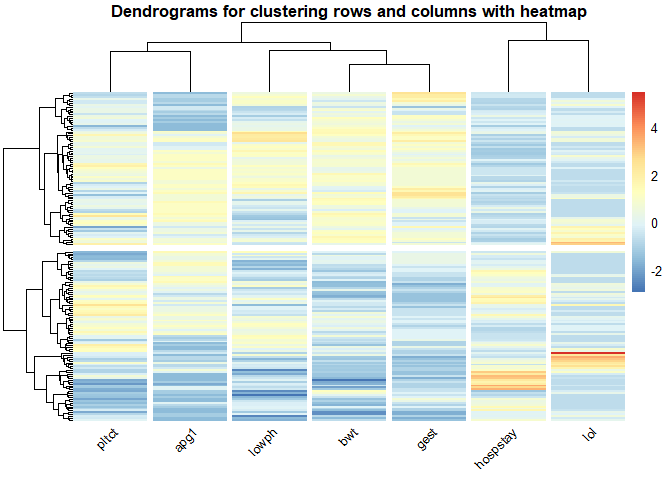 Dendrograms for clustering rows and columns with heatmap
4
2
0
-2
pltct
apg1
lowph
bwt
gest
hospstay
lol